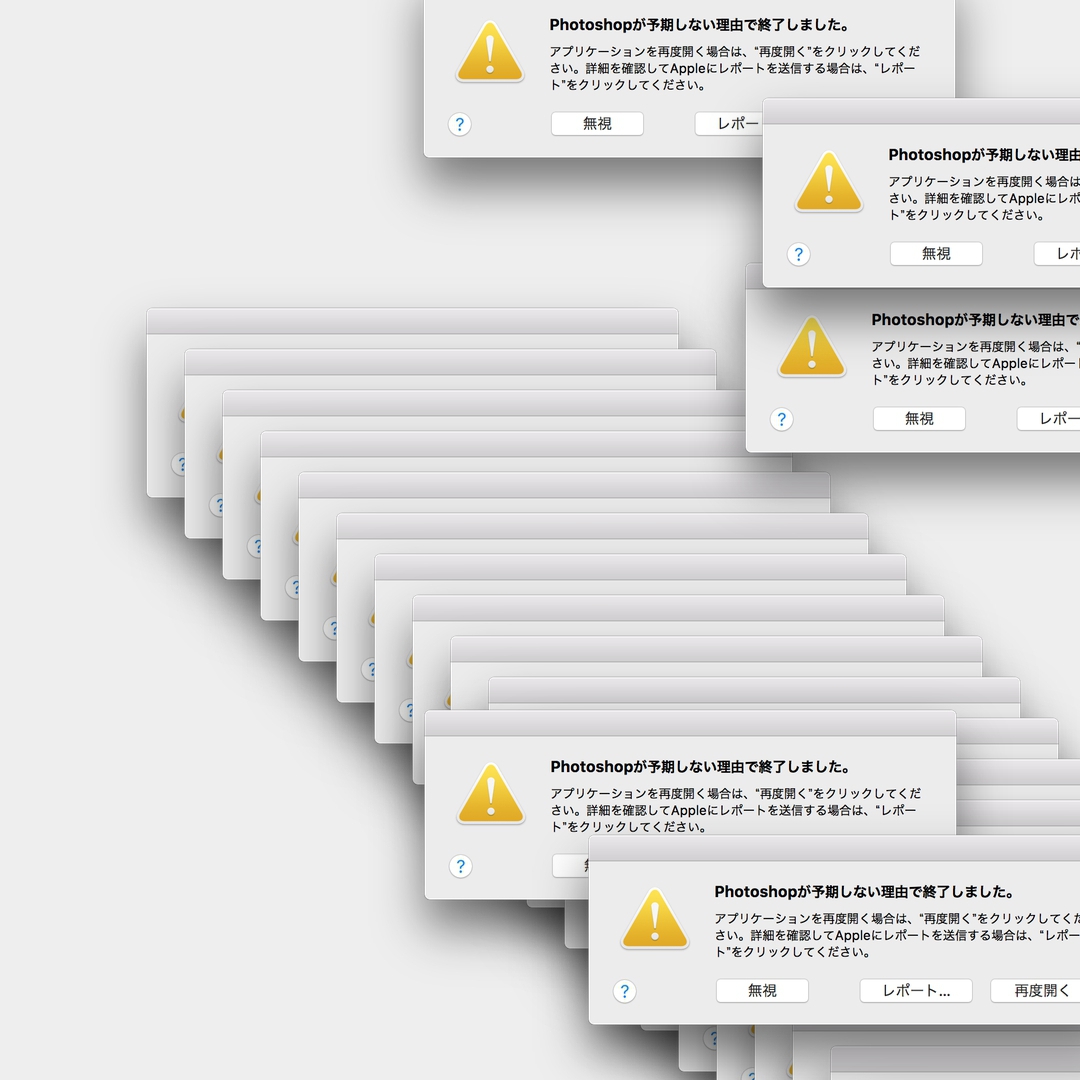 Photoshopが予期しない理由で終了しました。
アプリケーションを再度開く場合は、“再度開く”をクリックしてくだ
さい。詳細を確認してAppleにレポートを送信する場合は、“レポー
ト”をクリックしてください。
?
無視
レポー
Photoshopが予期しない理由
アプリケーションを再度開く場合は
さい。詳細を確認してAppleにレポ
ト”をクリックしてください。
?
無視
レポ
Photoshopが予期しない理由で
アプリケーションを再度開く場合は、“
さい。詳細を確認してAppleにレポー
ト”をクリックしてください。
?
無視
レポー
?
?
?
?
?
?
?
Photoshopが予期しない理由で終了しました。
アプリケーションを再度開く場合は、“再度開く”をクリックしてくだ
さい。詳細を確認してAppleにレポートを送信する場合は、“レポー
ト”をクリックしてください。
?
Photoshopが予期しない理由で終了しました。
アプリケーションを再度開く場合は、“再度開く”をクリックしてくだ
さい。詳細を確認してAppleにレポートを送信する場合は、“レポー
ト”をクリックしてください。
?
無視
レポート...
再度開く
?
?